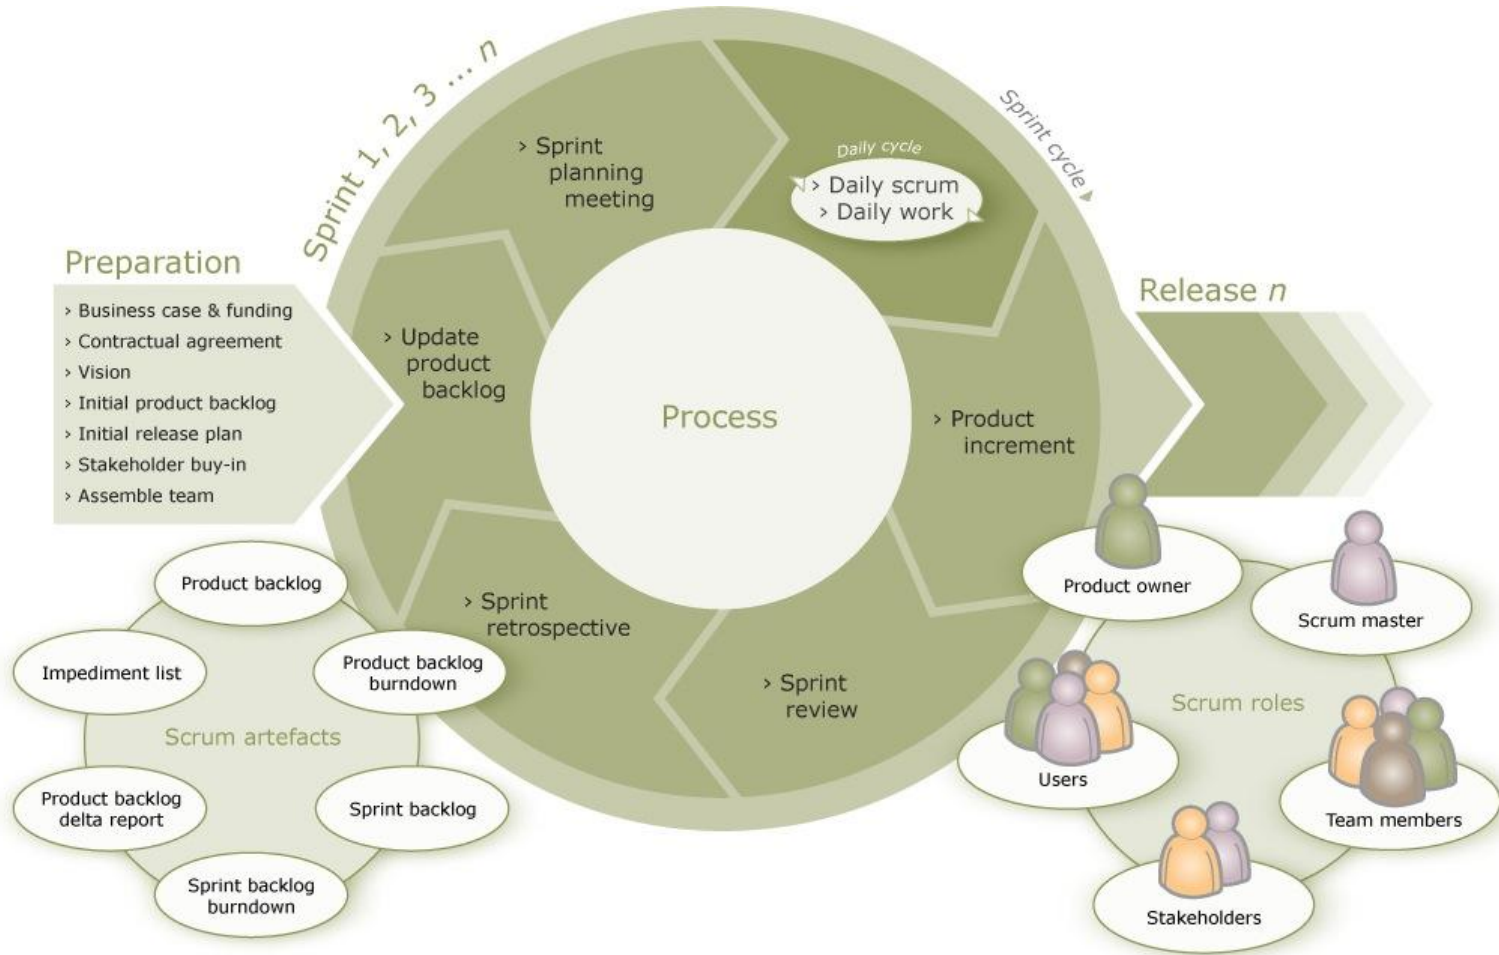 Sprint 1, 2, 3 ... n
Sprint cycle
Preparation
› Business case & funding
› Contractual agreement
› Vision
› Initial product backlog
› Initial release plan
› Stakeholder buy-in
› Assemble team
› Sprint
planning
meeting
Daily cycle
› Daily scrum
› Daily work
› Update
product
backlog
Process
› Product
increment
› Sprint
retrospective
› Sprint
review
Release n
Product backlog
Impediment list
Product backlog
burndown
Scrum artefacts
Product backlog
delta report
Sprint backlog
Sprint backlog
burndown
Product owner
Scrum master
Scrum roles
Users
Team members
Stakeholders